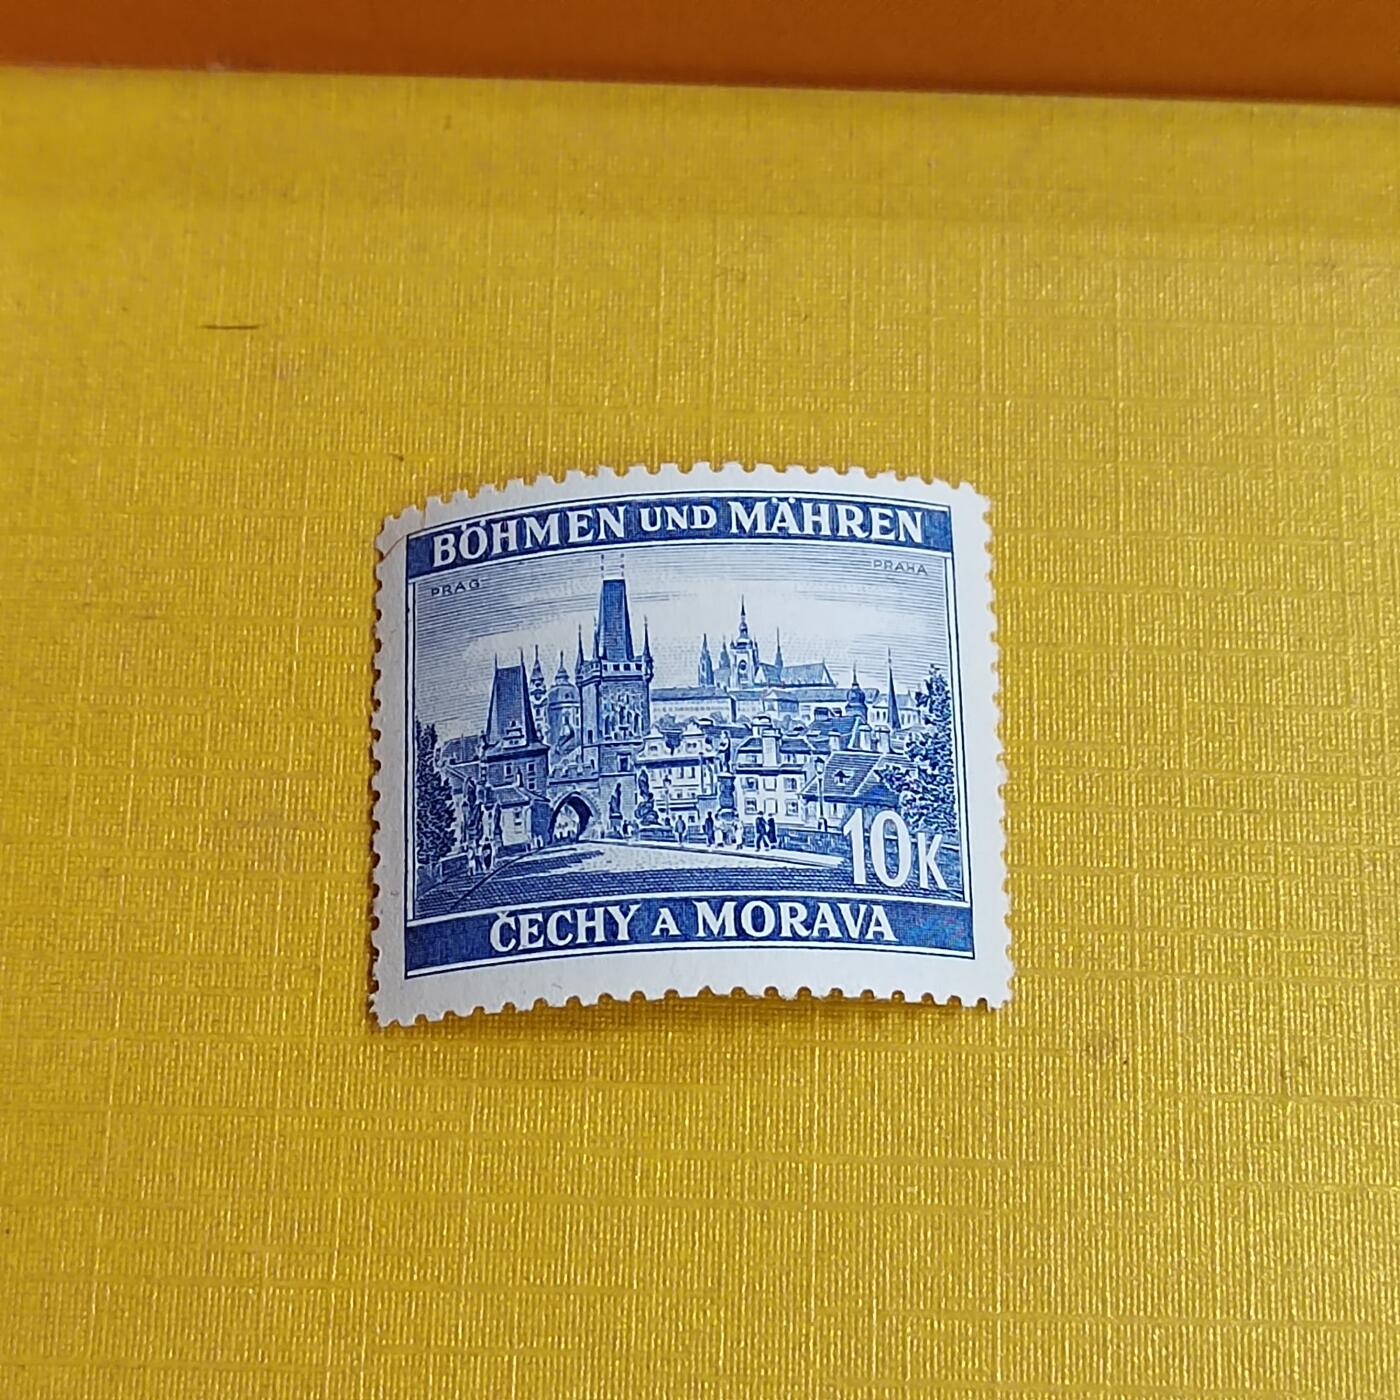 BÖHMEN UND MÄHREN
PRAG PRAHA
10K
ČECHY A MORAVA